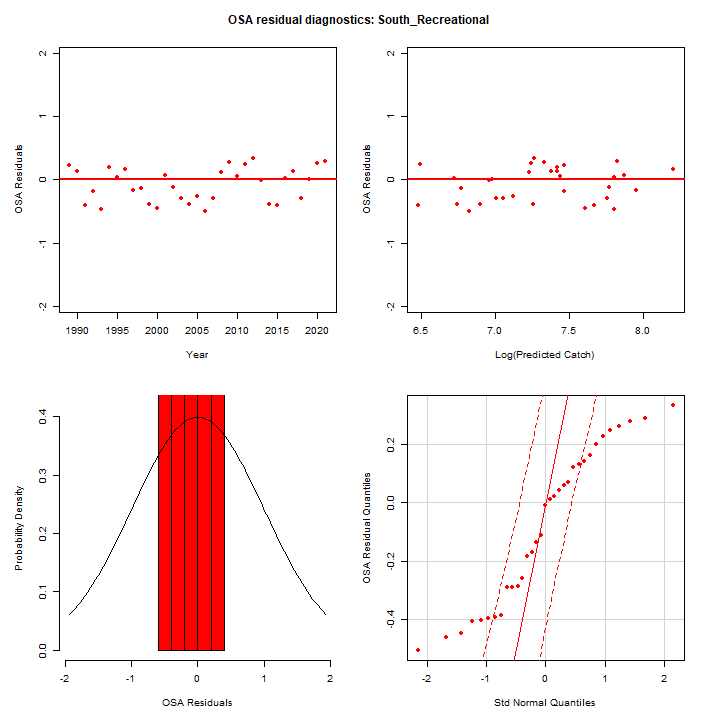 OSA residual diagnostics: South_Recreational
OSA Residuals
2
1
0
-1
-2
1990 1995 2000 2005 2010 2015 2020
Year
OSA Residuals
2
1
0
-1
-2
6.5 7.0 7.5 8.0
Log(Predicted Catch)
Probability Density
0.4
0.3
0.2
0.1
0.0
-2 -1 0 1 2
OSA Residuals
OSA Residual Quantiles
0.2
0.0
-0.2
-0.4
-2 -1 0 1 2
Std Normal Quantiles